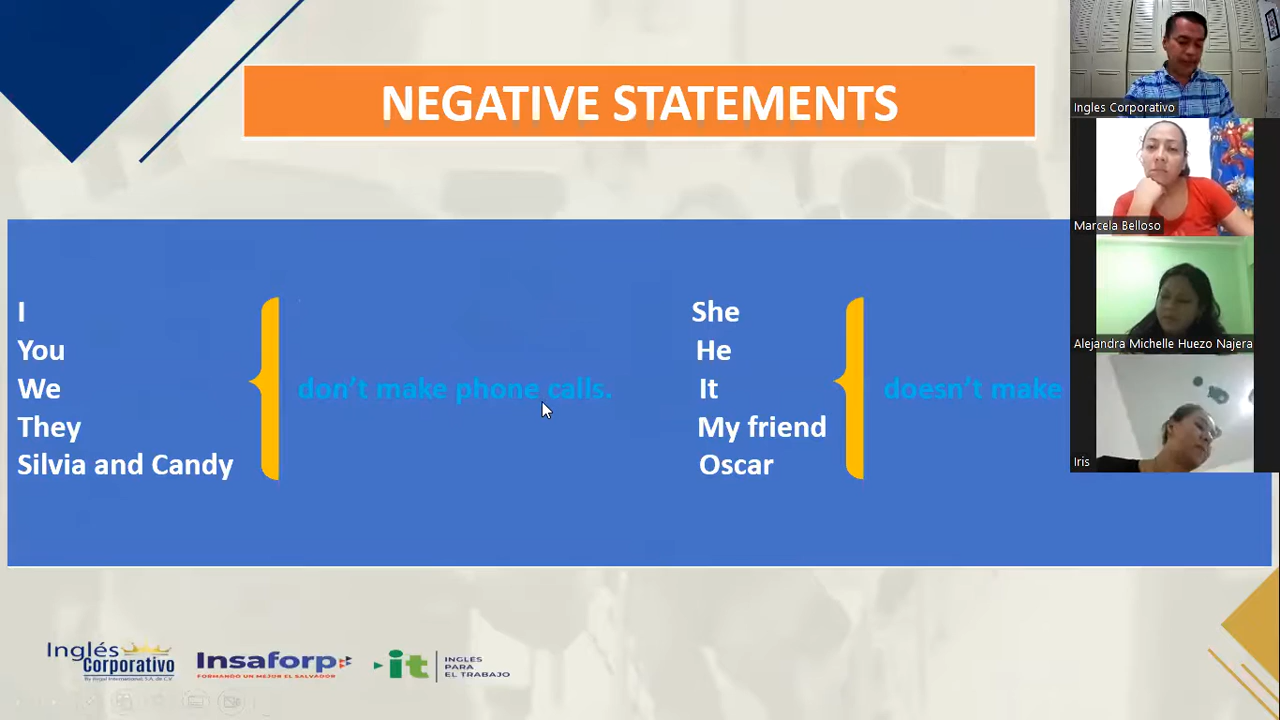 NEGATIVE STATEMENTS
I
You
We
They
Silvia and Candy
don't make phone calls.
She
He
It
My friend
Oscar
doesn't make
Ingles Corporativo
Marcela Belloso
Alejandra Michelle Huezo Najera
Iris
Inglés
Corporativo
Insaforp
FORMANDO UN MEJOR EL SALVADOR
it
INGLÉS
PARA
EL TRABAJO